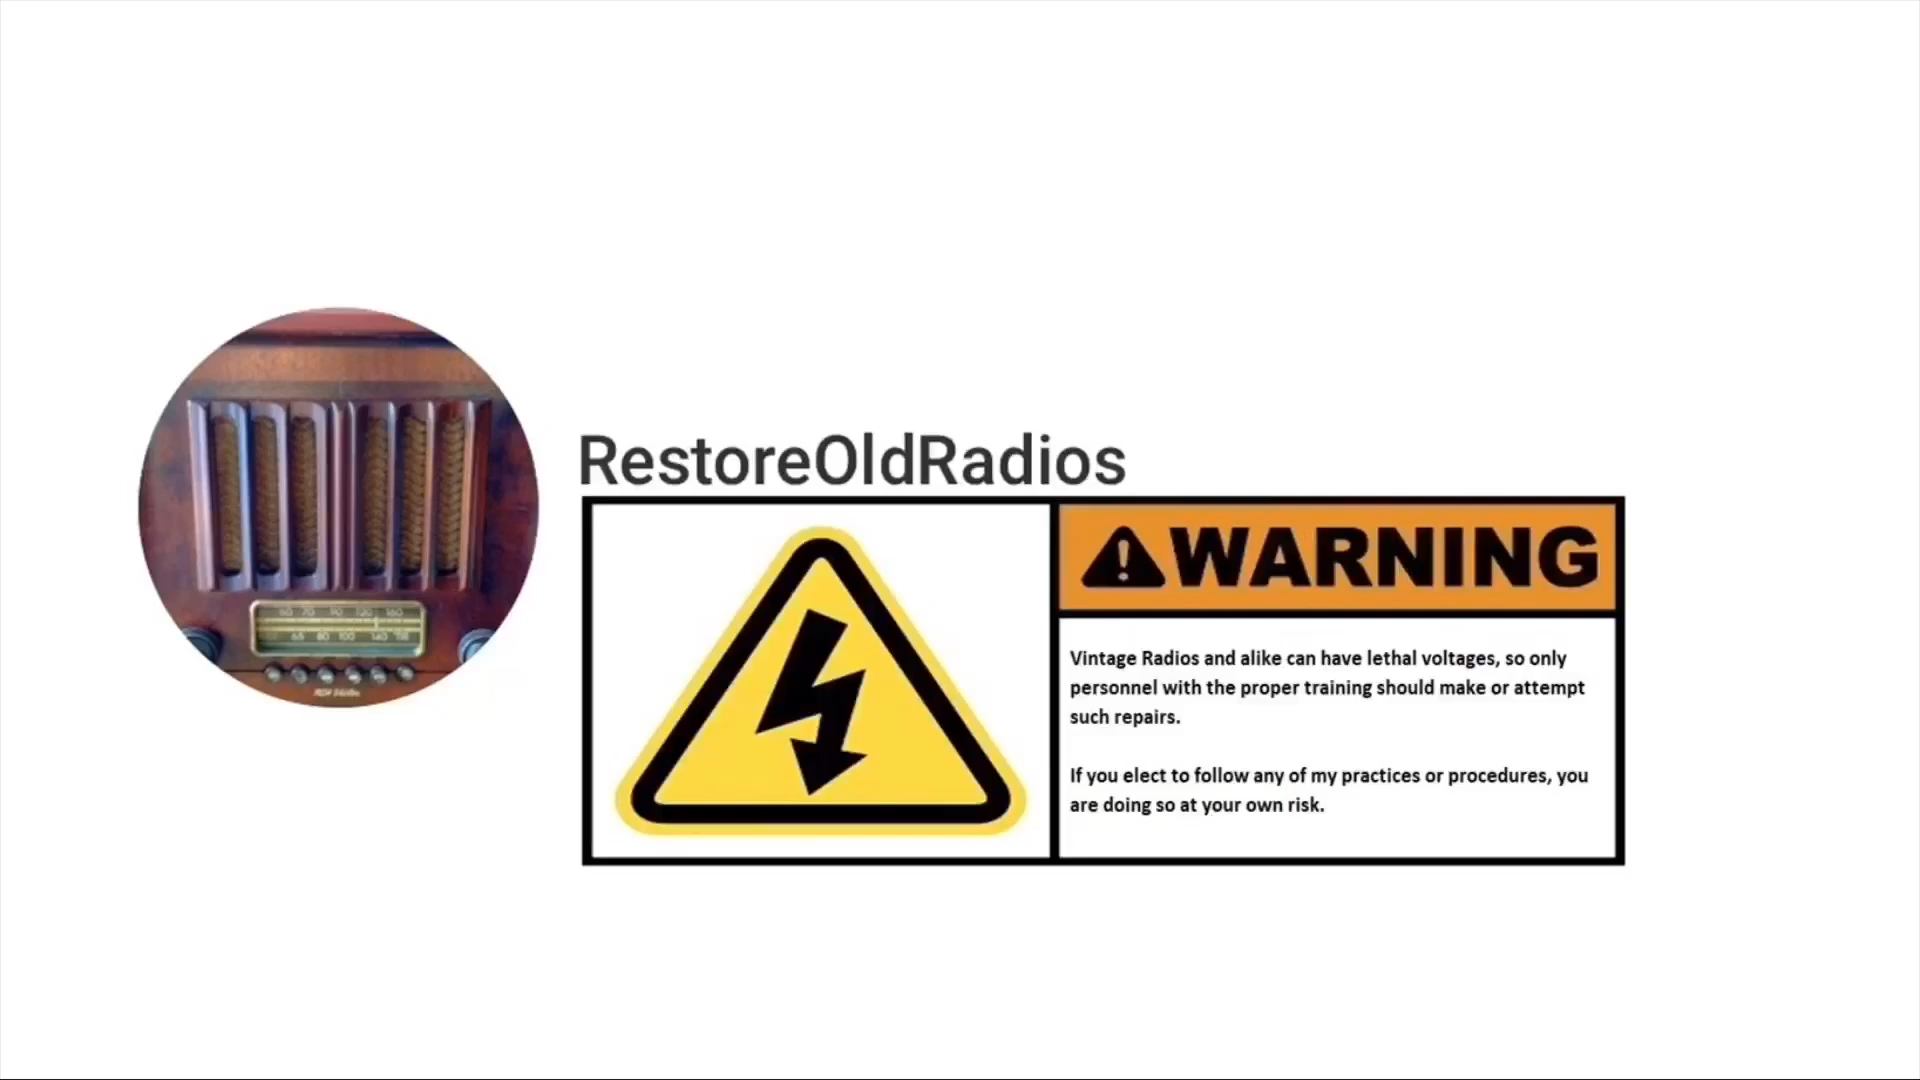 RestoreOldRadios
WARNING
Vintage Radios and alike can have lethal voltages, so only
personnel with the proper training should make or attempt
such repairs.
If you elect to follow any of my practices or procedures, you
are doing so at your own risk.